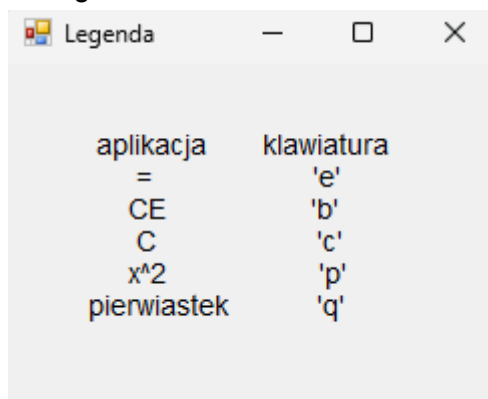 Legenda
aplikacja klawiatura
= 'e'
CE 'b'
C 'c'
x^2 'p'
pierwiastek 'q'